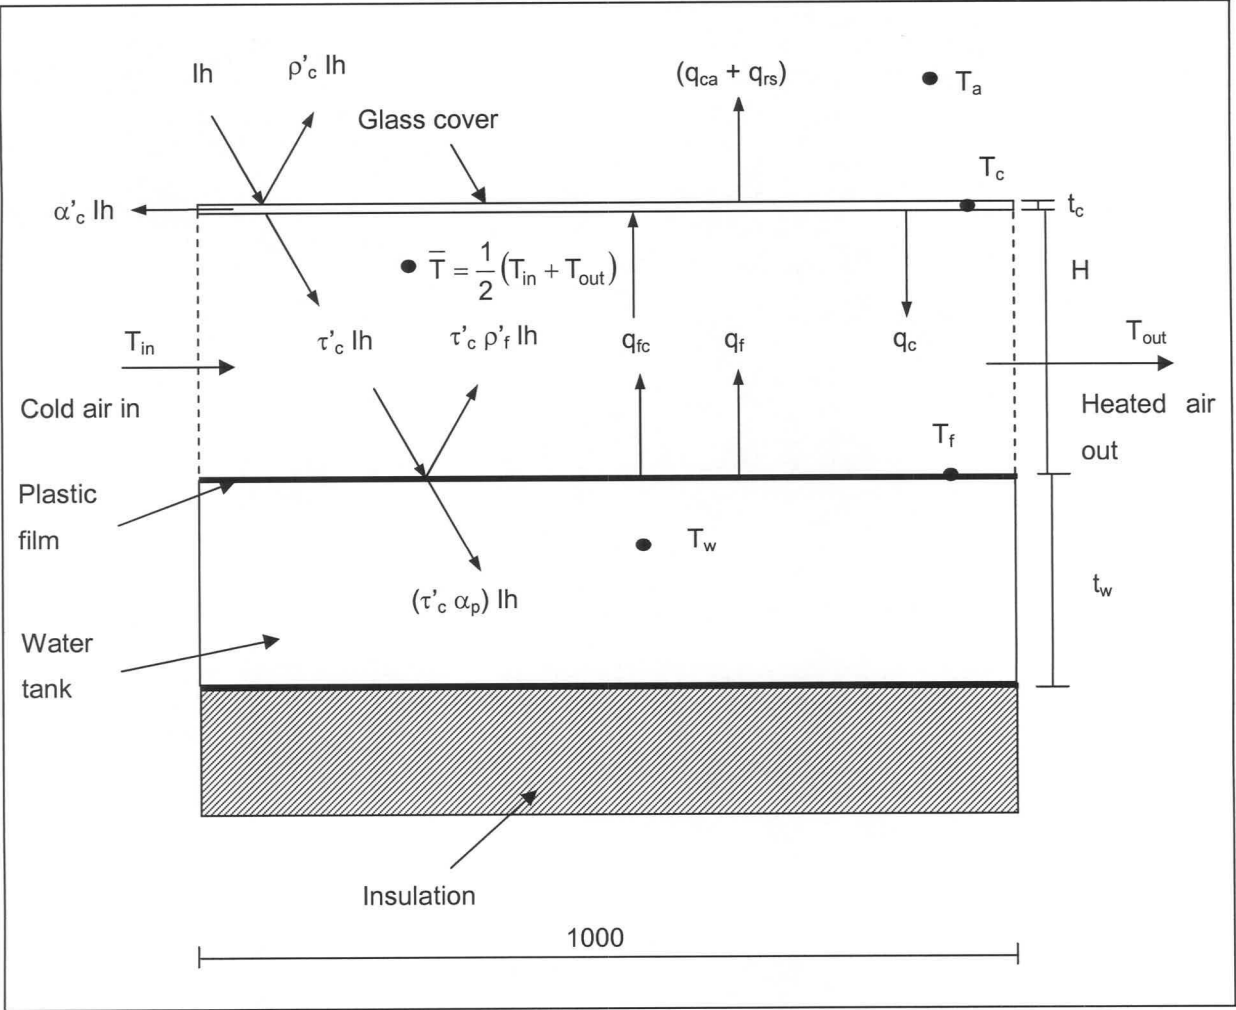 Ih
ρ'c Ih
(qca + qrs)
Ta
Glass cover
Tc
α'c Ih
tc
T̿ = 1/2 (Tin + Tout)
H
Tin
τ'c Ih
τ'c ρ'f Ih
qfc
qf
qc
Tout
Cold air in
Heated air
out
Tf
Plastic
film
Tw
(τ'c αp) Ih
tw
Water
tank
Insulation
1000